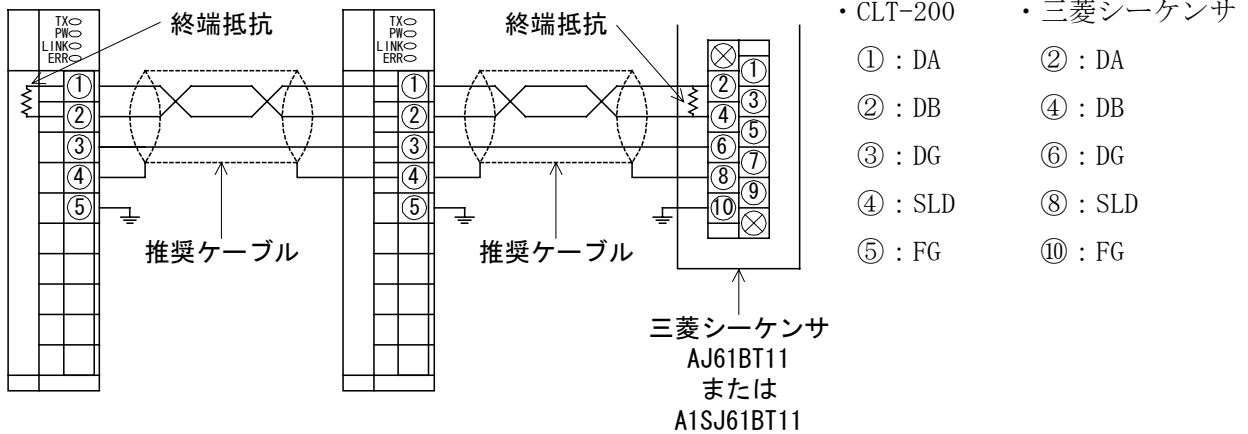 TX
PW
LINK
ERR
終端抵抗
①
②
③
④
⑤
推奨ケーブル
TX
PW
LINK
ERR
①
②
③
④
⑤
終端抵抗
推奨ケーブル
①
②
③
④
⑤
⑥
⑦
⑧
⑨
⑩
三菱シーケンサ
AJ61BT11
または
A1SJ61BT11
・CLT-200 ・三菱シーケンサ
①：DA ②：DA
②：DB ④：DB
③：DG ⑥：DG
④：SLD ⑧：SLD
⑤：FG ⑩：FG